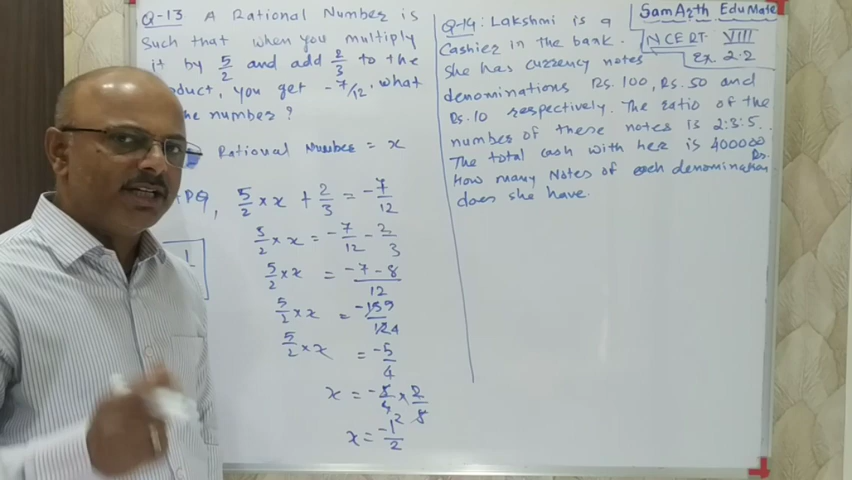 Q-13 A Rational Number is
such that when you multiply
it by 5/2 and add 2/3 to the
oduct, you get -7/12. what
he number?
Rational Number = x
ATPQ, 5/2 × x + 2/3 = -7/12
5/2 × x = -7/12 - 2/3
5/2 × x = -7-8/12
5/2 × x =
5/2 × x = -5/4
x = -5/4 × 2/5
x = -1/2
Q-14: Lakshmi is a
Cashier in the bank.
She has currency notes
denominations Rs. 100, Rs. 50 and
Rs. 10 respectively. The ratio of the
number of these notes is 2:3:5.
The total cash with her is 400000
Rs.
How many Notes of each denomination
does she have.
SamArth EduMate
NCERT VIII
Ex 2.2